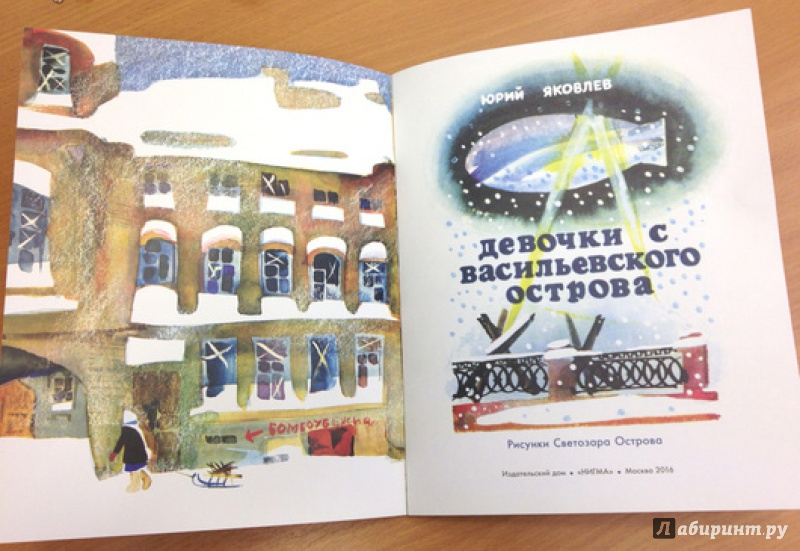 ← БОМБОУБЕЖИЩЕ
ЮРИЙ ЯКОВЛЕВ
ДЕВОЧКИ С
ВАСИЛЬЕВСКОГО
ОСТРОВА
Рисунки Светозара Острова
Издательский дом • «НИГМА» • Москва 2016
Лабиринт.ру